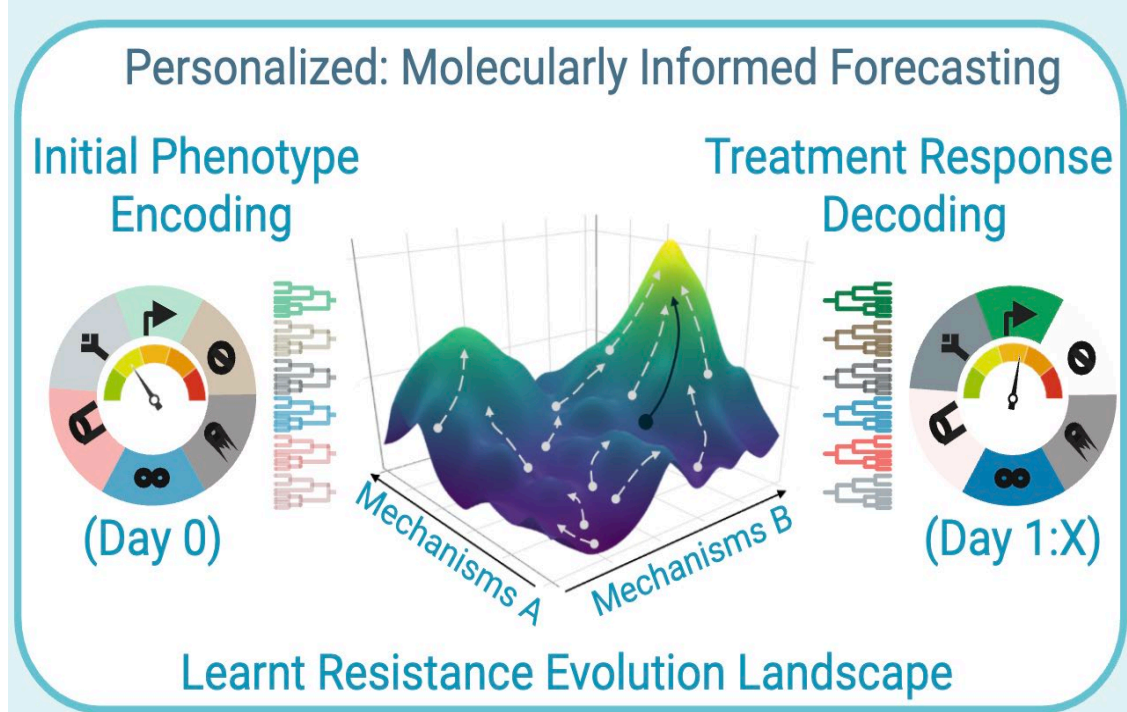 Personalized: Molecularly Informed Forecasting
Initial Phenotype
Encoding
Treatment Response
Decoding
(Day 0)
Mechanisms A
Mechanisms B
(Day 1:X)
Learnt Resistance Evolution Landscape